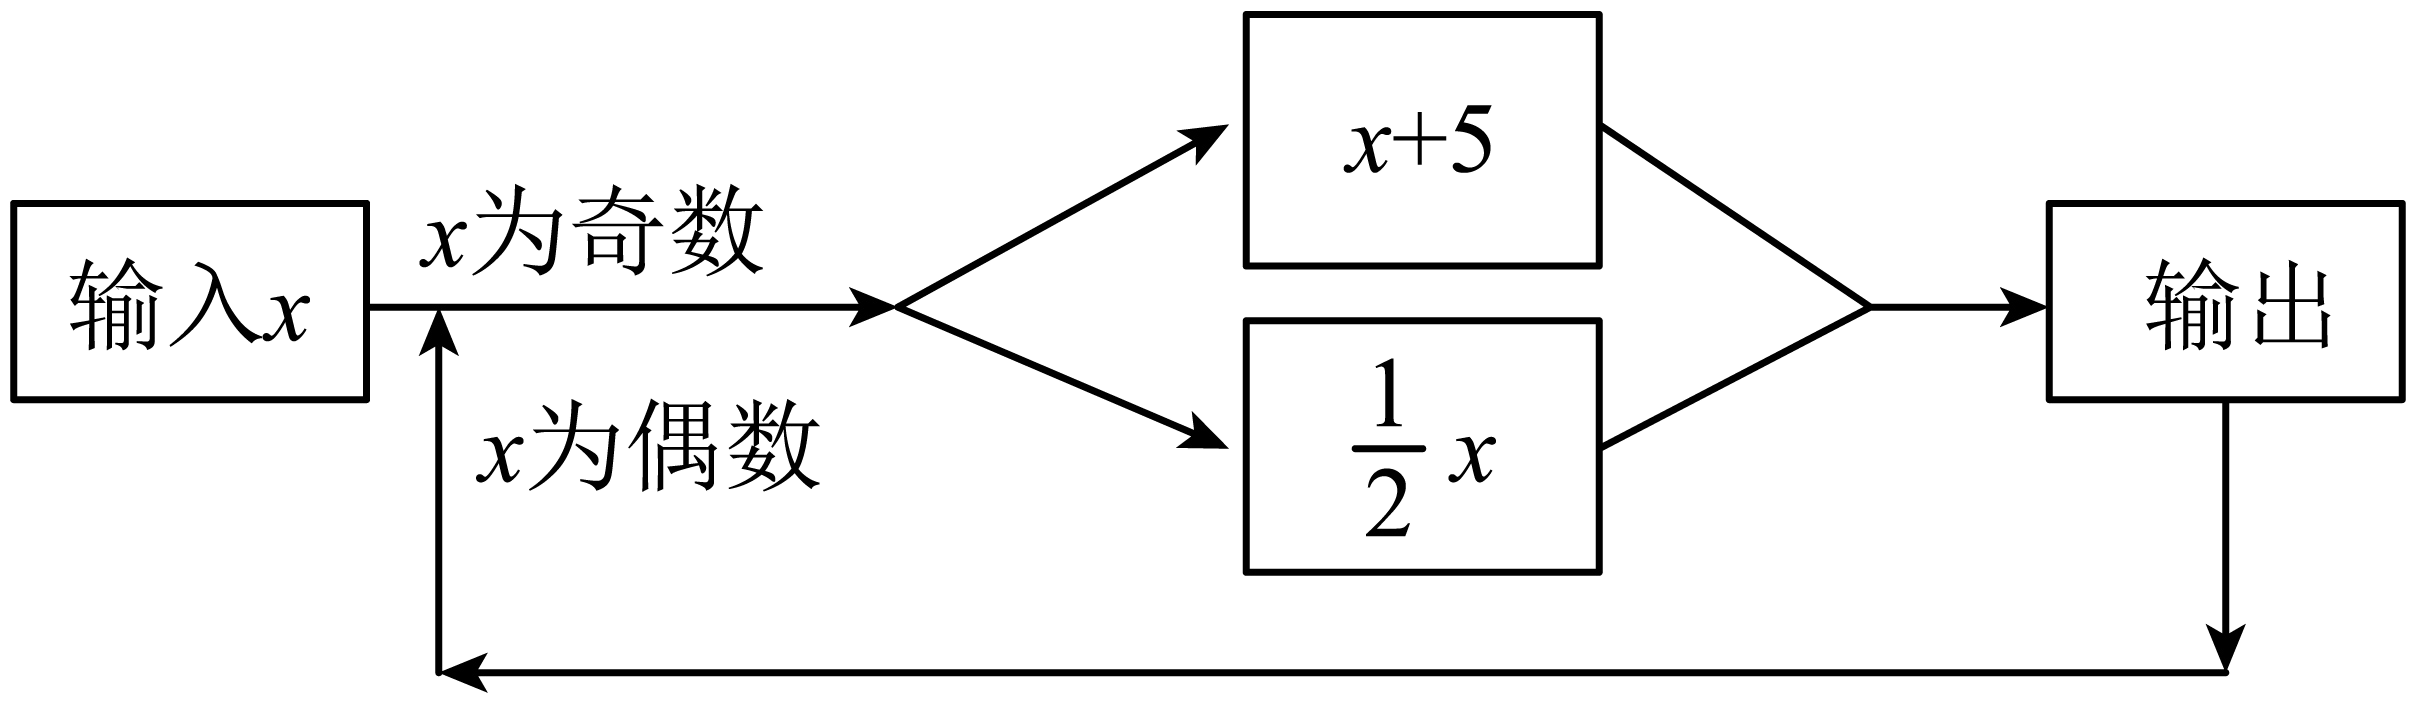 输入x
x为奇数
x为偶数
x+5
1/2 x
输出